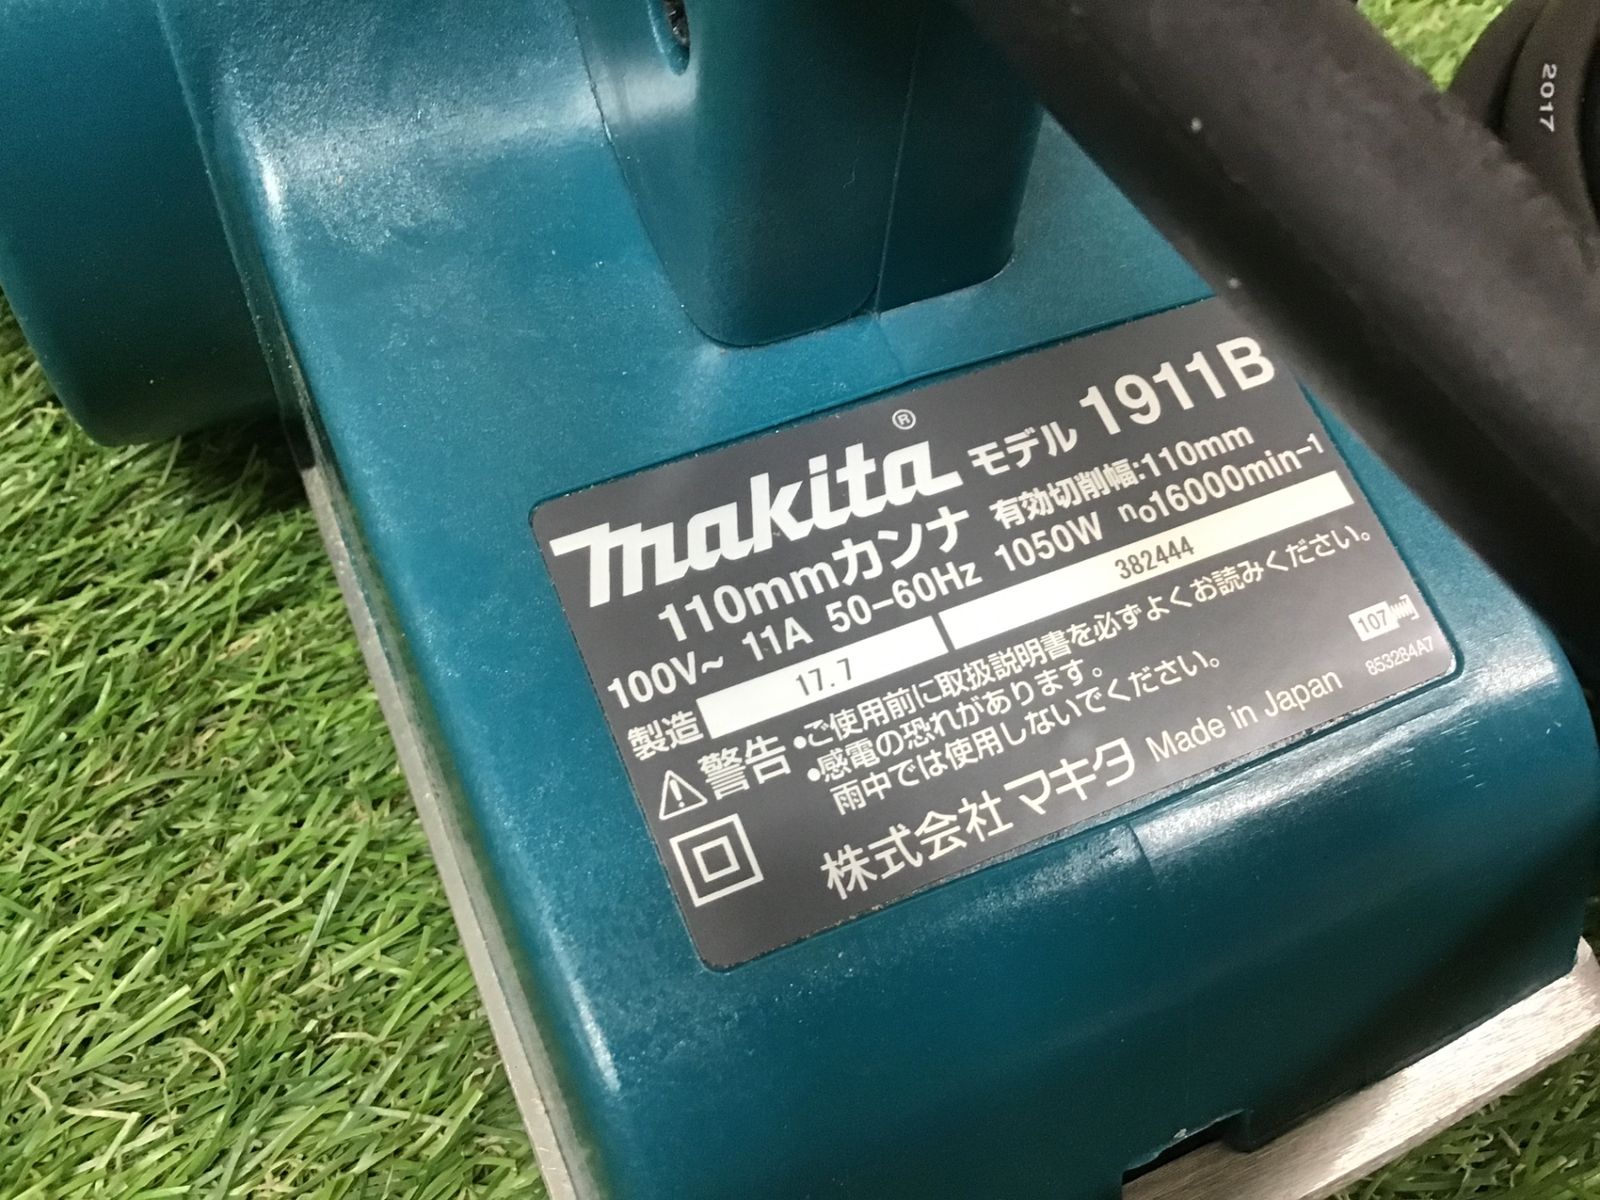 2017
makita® モデル 1911B
110mmカンナ 有効切削幅:110mm
100V~ 11A 50-60Hz 1050W n₀16000min-1
製造 17.7 382444
⚠警告 •ご使用前に取扱説明書を必ずよくお読みください。
•感電の恐れがあります。
雨中では使用しないでください。
株式会社マキタ Made in Japan
107
853284A7